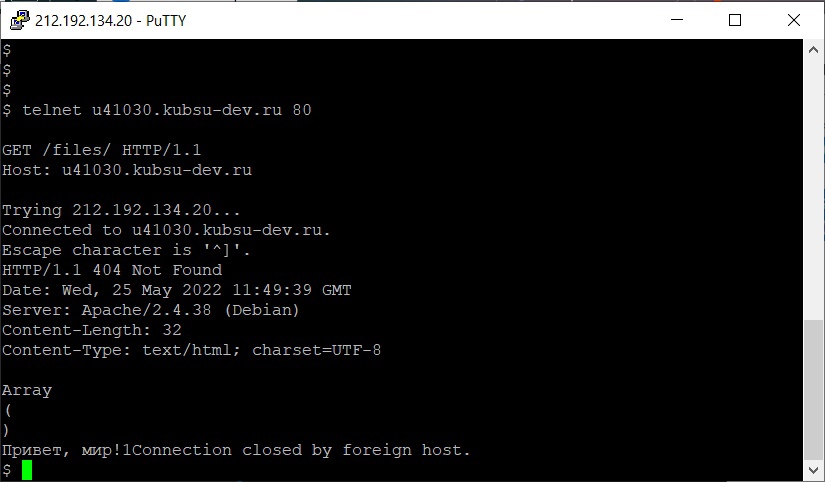 212.192.134.20 - PuTTY
$
$
$
$ telnet u41030.kubsu-dev.ru 80
GET /files/ HTTP/1.1
Host: u41030.kubsu-dev.ru
Trying 212.192.134.20...
Connected to u41030.kubsu-dev.ru.
Escape character is '^]'.
HTTP/1.1 404 Not Found
Date: Wed, 25 May 2022 11:49:39 GMT
Server: Apache/2.4.38 (Debian)
Content-Length: 32
Content-Type: text/html; charset=UTF-8
Array
(
)
Привет, мир!1Connection closed by foreign host.
$